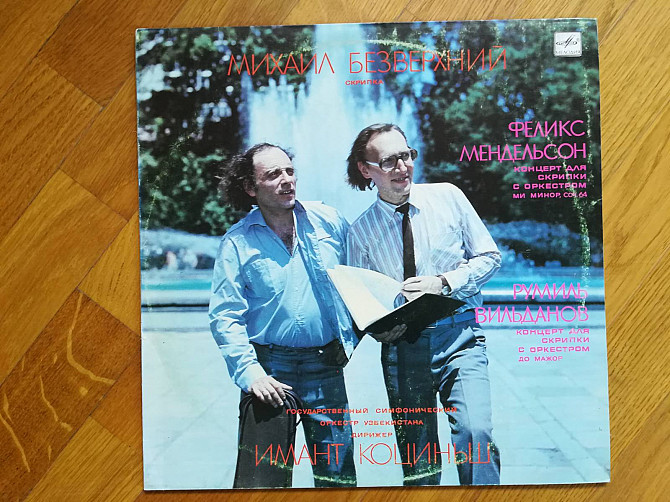 МИХАИЛ БЕЗВЕРХНИЙ
СКРИПКА
МЕЛОДИЯ
ФЕЛИКС
МЕНДЕЛЬСОН
КОНЦЕРТ ДЛЯ
СКРИПКИ
С ОРКЕСТРОМ
МИ МИНОР, СОЧ. 64
РУМИЛЬ
ВИЛЬДАНОВ
КОНЦЕРТ ДЛЯ
СКРИПКИ
С ОРКЕСТРОМ
ДО МАЖОР
ГОСУДАРСТВЕННЫЙ СИМФОНИЧЕСКИЙ
ОРКЕСТР УЗБЕКИСТАНА
ДИРИЖЕР
ИМАНТ КОЦИНЬШ